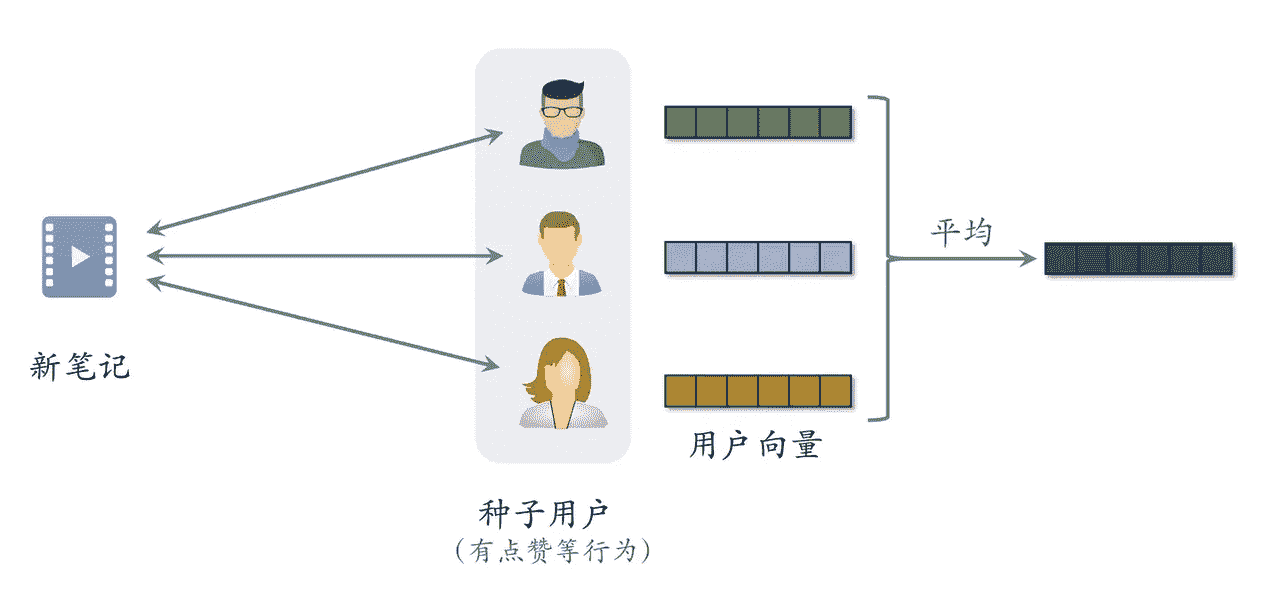 平均
新笔记
用户向量
种子用户
(有点赞等行为)